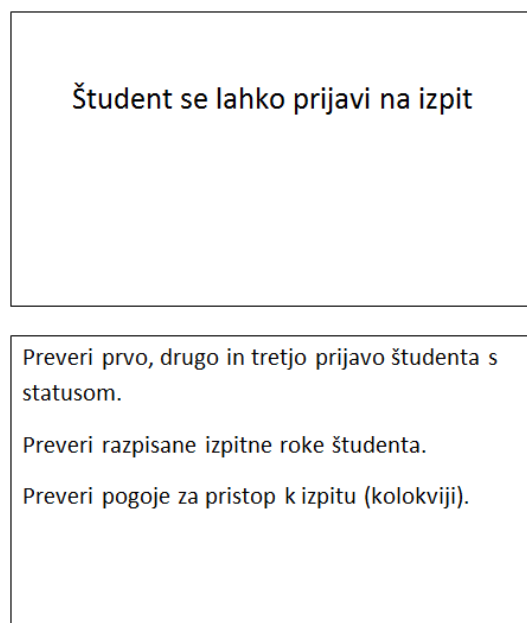 Študent se lahko prijavi na izpit
Preveri prvo, drugo in tretjo prijavo študenta s
statusom.
Preveri razpisane izpitne roke študenta.
Preveri pogoje za pristop k izpitu (kolokviji).